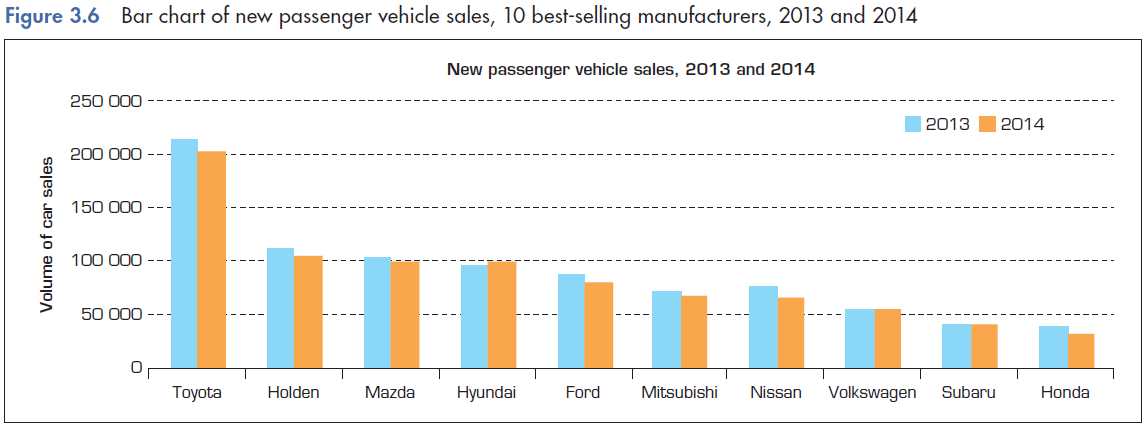 Figure 3.6 Bar chart of new passenger vehicle sales, 10 best-selling manufacturers, 2013 and 2014
New passenger vehicle sales, 2013 and 2014
2013 2014
Volume of car sales
250 000
200 000
150 000
100 000
50 000
0
Toyota Holden Mazda Hyundai Ford Mitsubishi Nissan Volkswagen Subaru Honda